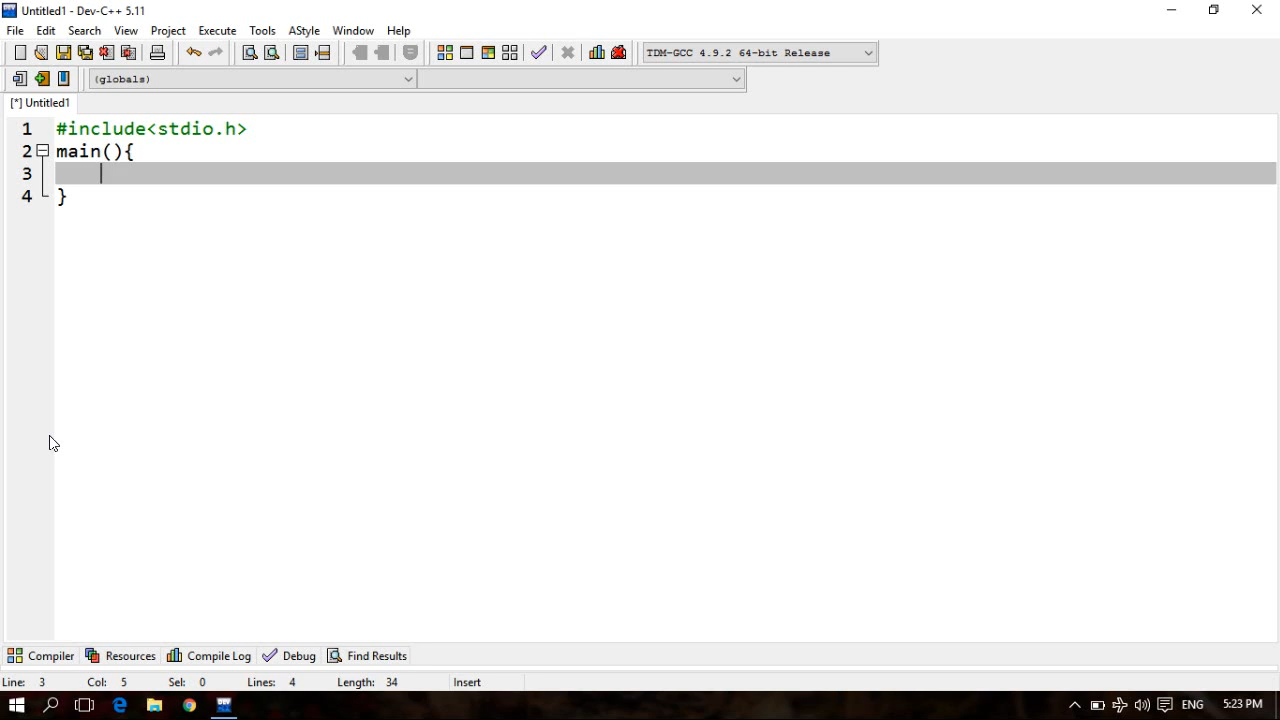 Untitled1 - Dev-C++ 5.11
File Edit Search View Project Execute Tools AStyle Window Help
TDM-GCC 4.9.2 64-bit Release
(globals)
[*] Untitled1
1 #include<stdio.h>
2 main(){
3
4 }
Compiler Resources Compile Log Debug Find Results
Line: 3 Col: 5 Sel: 0 Lines: 4 Length: 34 Insert
DEV ENG 5:23 PM